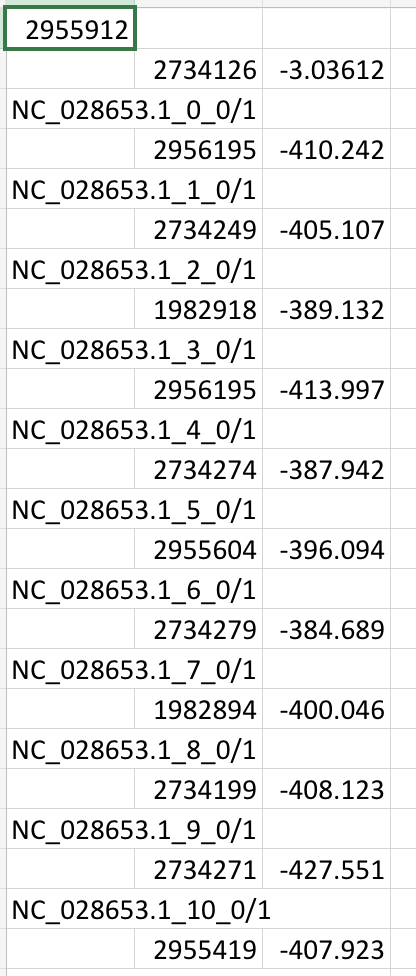 2955912
2734126 -3.03612
NC_028653.1_0_0/1
2956195 -410.242
NC_028653.1_1_0/1
2734249 -405.107
NC_028653.1_2_0/1
1982918 -389.132
NC_028653.1_3_0/1
2956195 -413.997
NC_028653.1_4_0/1
2734274 -387.942
NC_028653.1_5_0/1
2955604 -396.094
NC_028653.1_6_0/1
2734279 -384.689
NC_028653.1_7_0/1
1982894 -400.046
NC_028653.1_8_0/1
2734199 -408.123
NC_028653.1_9_0/1
2734271 -427.551
NC_028653.1_10_0/1
2955419 -407.923